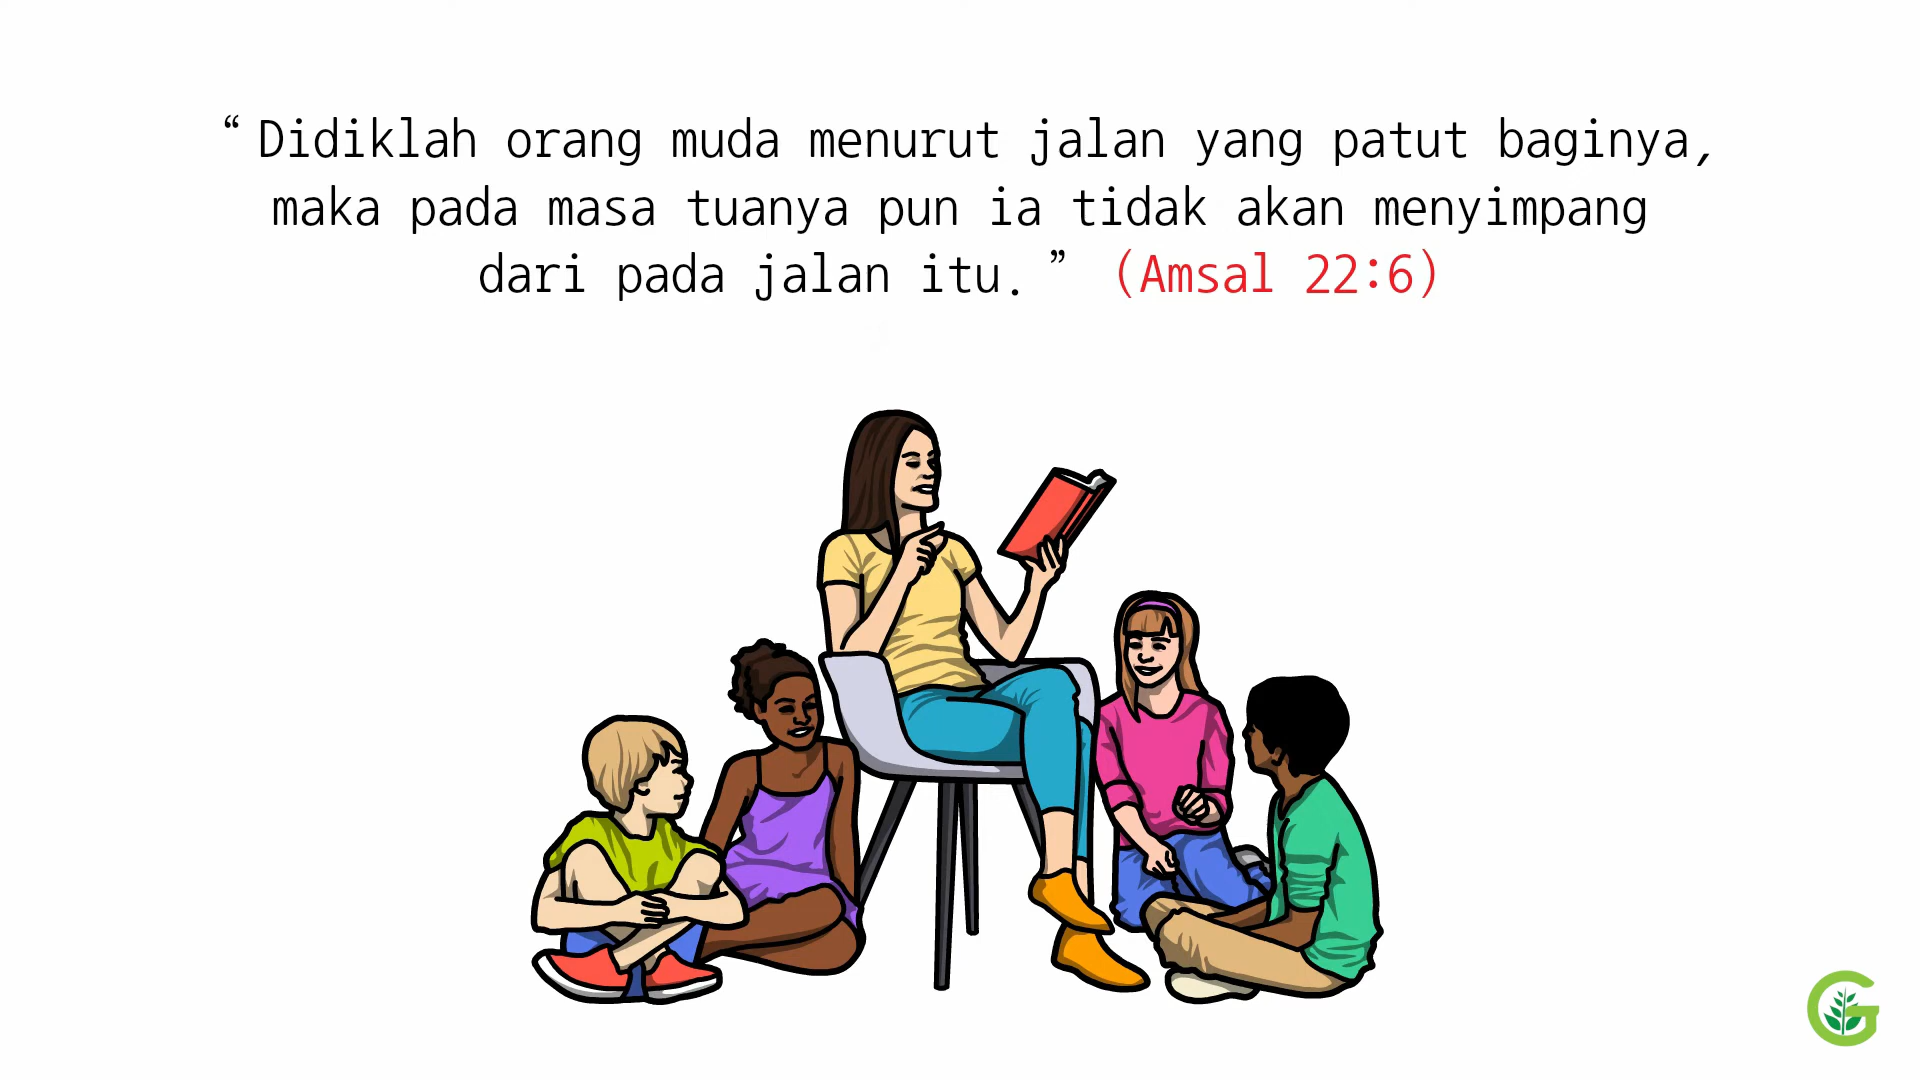 “Didiklah orang muda menurut jalan yang patut baginya,
maka pada masa tuanya pun ia tidak akan menyimpang
dari pada jalan itu.” (Amsal 22:6)
G